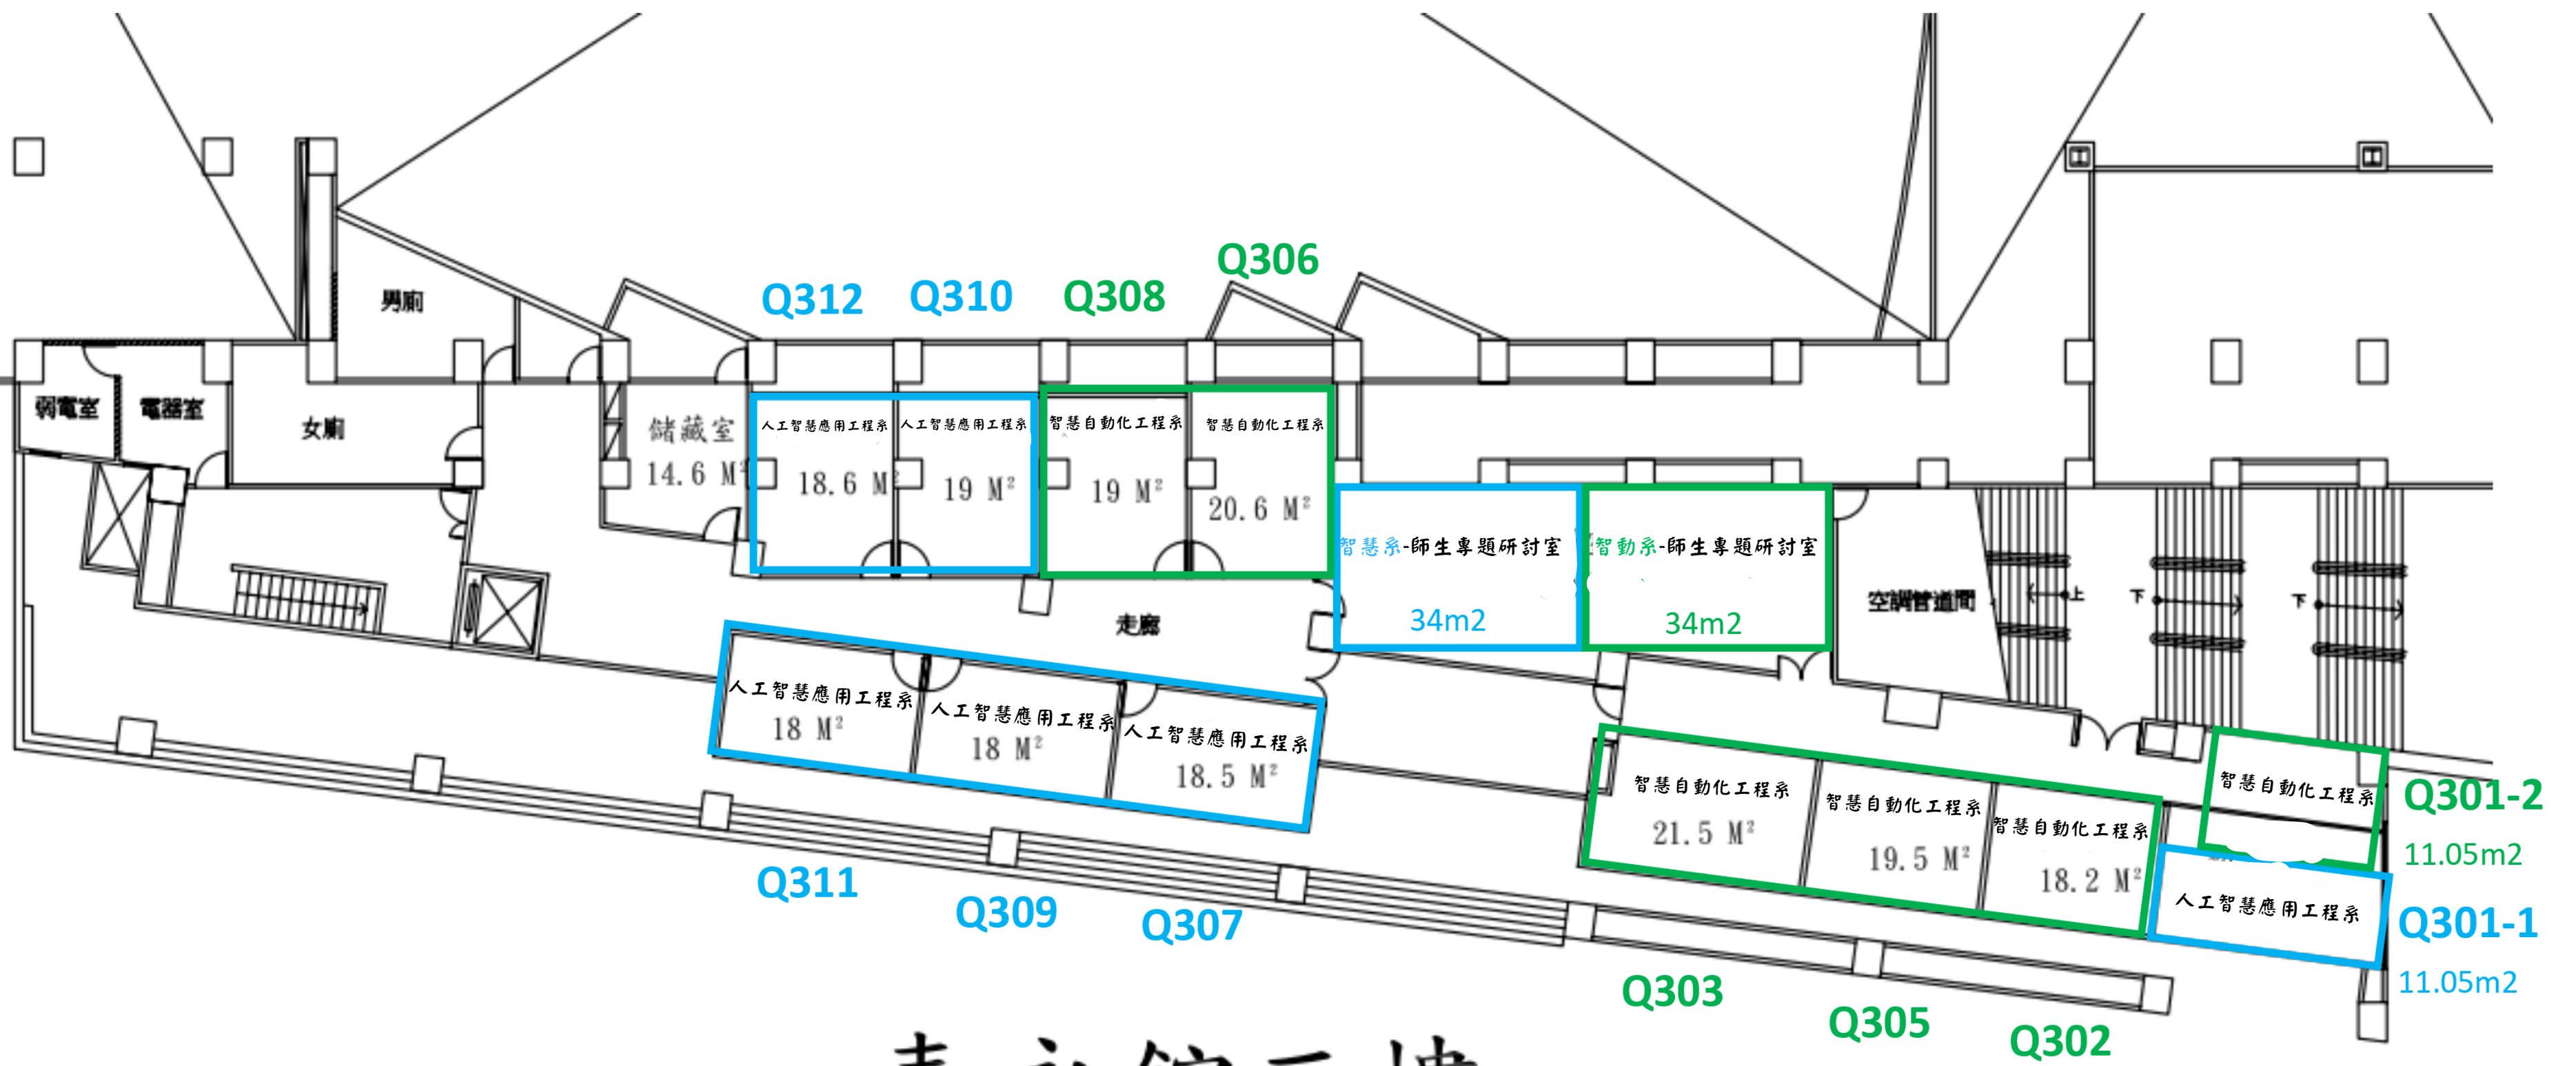 Q306
Q312
Q310
Q308
男廁
弱電室
電器室
女廁
儲藏室
14.6 M²
人工智慧應用工程系
18.6 M²
人工智慧應用工程系
19 M²
智慧自動化工程系
19 M²
智慧自動化工程系
20.6 M²
智慧系-師生專題研討室
34m2
智動系-師生專題研討室
34m2
空調管道間
上
下
下
走廊
人工智慧應用工程系
18 M²
人工智慧應用工程系
18 M²
人工智慧應用工程系
18.5 M²
智慧自動化工程系
21.5 M²
智慧自動化工程系
19.5 M²
智慧自動化工程系
18.2 M²
智慧自動化工程系
Q301-2
11.05m2
人工智慧應用工程系
Q301-1
11.05m2
Q311
Q309
Q307
Q303
Q305
Q302